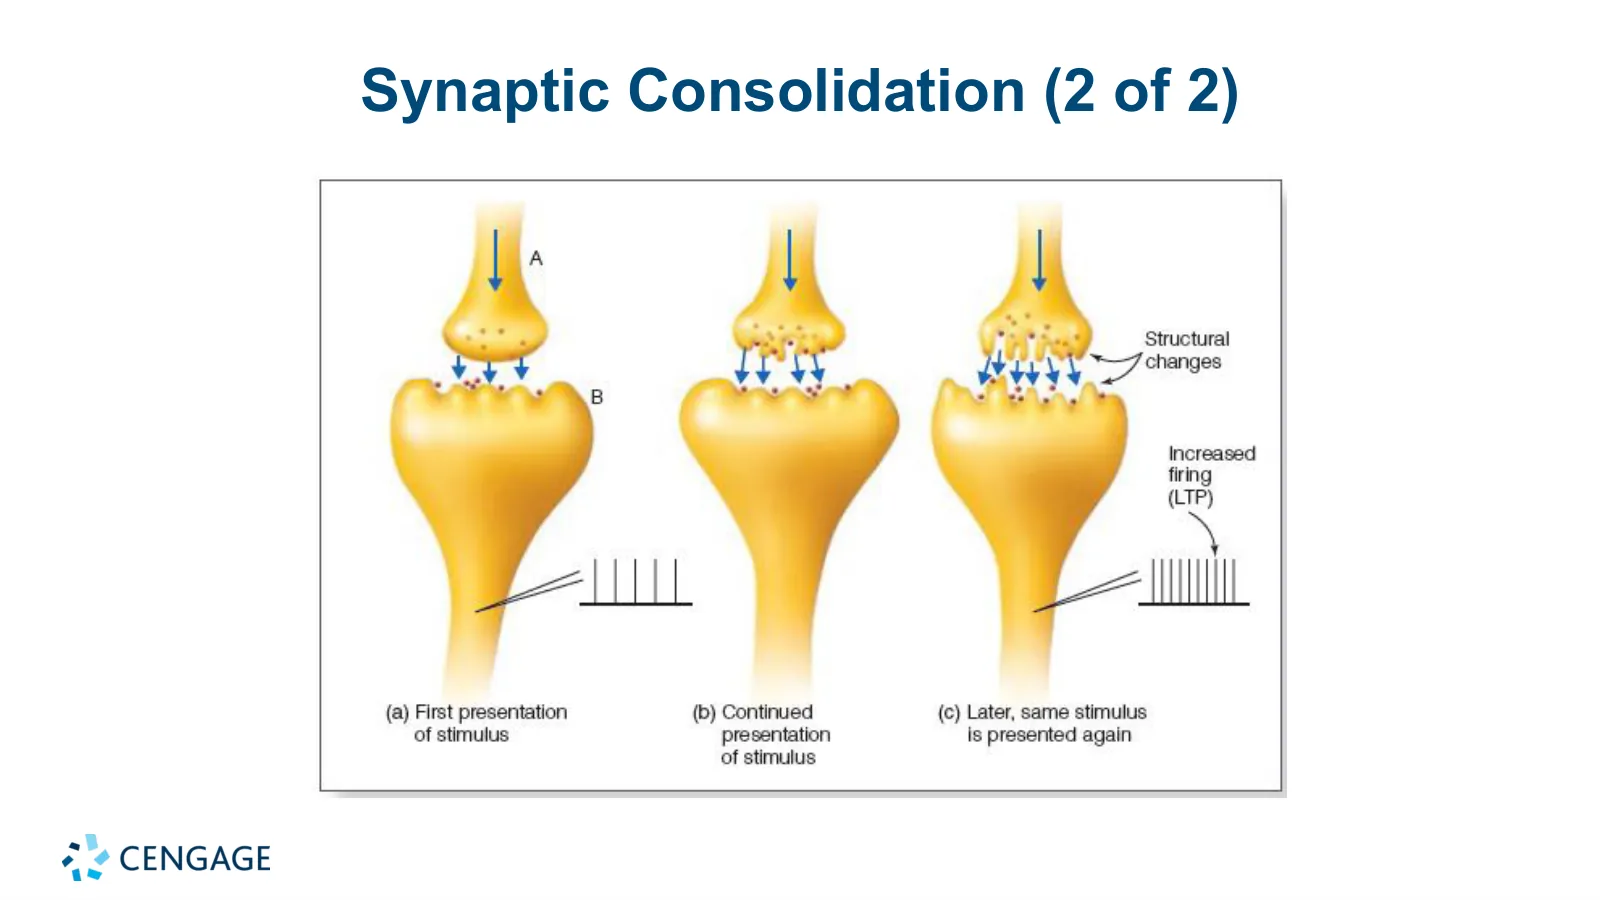 Synaptic Consolidation (2 of 2)
A
B
Structural
changes
Increased
firing
(LTP)
(a) First presentation
of stimulus
(b) Continued
presentation
of stimulus
(c) Later, same stimulus
is presented again
CENGAGE